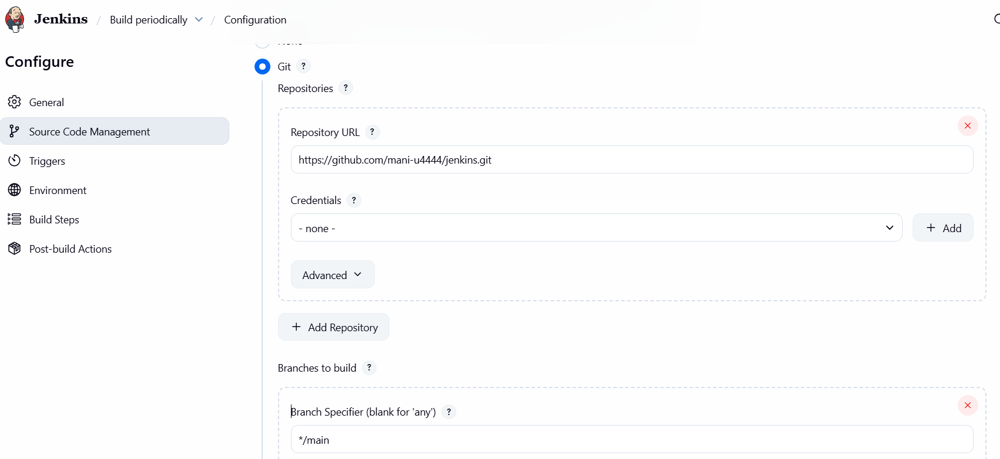 Jenkins / Build periodically / Configuration
Configure
General
Source Code Management
Triggers
Environment
Build Steps
Post-build Actions
Git ?
Repositories ?
Repository URL ?
https://github.com/mani-u4444/jenkins.git
Credentials ?
- none -
+ Add
Advanced
+ Add Repository
Branches to build ?
Branch Specifier (blank for 'any') ?
*/main